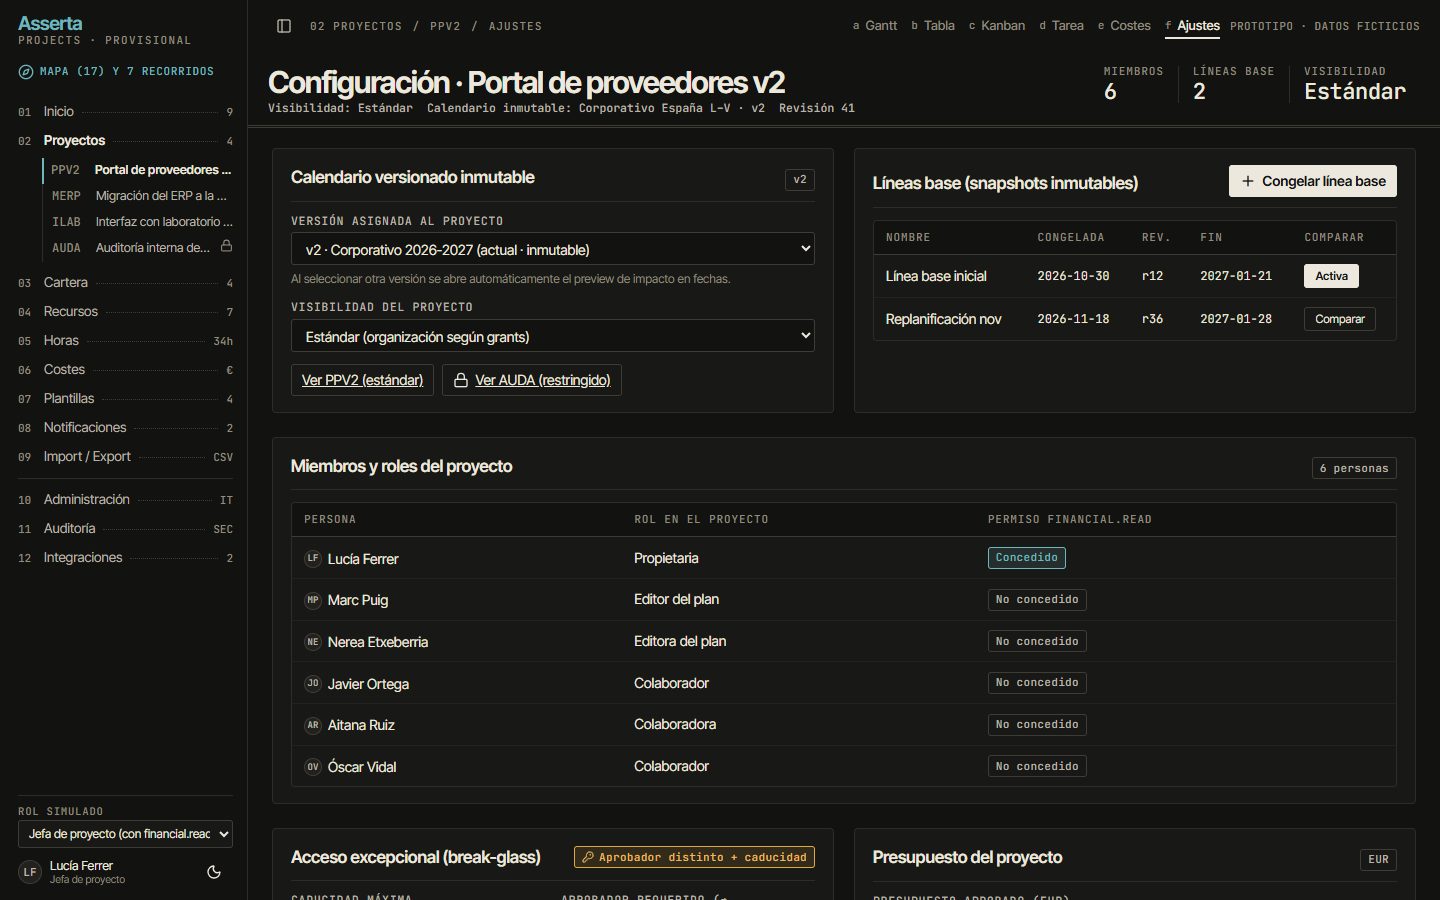 Asserta
PROJECTS · PROVISIONAL
MAPA (17) Y 7 RECORRIDOS
01 Inicio 9
02 Proyectos 4
PPV2 Portal de proveedores ...
MERP Migración del ERP a la ...
ILAB Interfaz con laboratorio ...
AUDA Auditoría interna de...
03 Cartera 4
04 Recursos 7
05 Horas 34h
06 Costes €
07 Plantillas 4
08 Notificaciones 2
09 Import / Export CSV
10 Administración IT
11 Auditoría SEC
12 Integraciones 2
ROL SIMULADO
Jefa de proyecto (con financial.reac
LF Lucía Ferrer
Jefa de proyecto
02 PROYECTOS / PPV2 / AJUSTES
a Gantt b Tabla c Kanban d Tarea e Costes f Ajustes PROTOTIPO · DATOS FICTICIOS
Configuración · Portal de proveedores v2
Visibilidad: Estándar Calendario inmutable: Corporativo España L-V · v2 Revisión 41
MIEMBROS
6
LÍNEAS BASE
2
VISIBILIDAD
Estándar
Calendario versionado inmutable v2
VERSIÓN ASIGNADA AL PROYECTO
v2 · Corporativo 2026-2027 (actual · inmutable)
Al seleccionar otra versión se abre automáticamente el preview de impacto en fechas.
VISIBILIDAD DEL PROYECTO
Estándar (organización según grants)
Ver PPV2 (estándar) Ver AUDA (restringido)
Líneas base (snapshots inmutables) + Congelar línea base
NOMBRE CONGELADA REV. FIN COMPARAR
Línea base inicial 2026-10-30 r12 2027-01-21 Activa
Replanificación nov 2026-11-18 r36 2027-01-28 Comparar
Miembros y roles del proyecto 6 personas
PERSONA ROL EN EL PROYECTO PERMISO FINANCIAL.READ
LF Lucía Ferrer Propietaria Concedido
MP Marc Puig Editor del plan No concedido
NE Nerea Etxeberria Editora del plan No concedido
JO Javier Ortega Colaborador No concedido
AR Aitana Ruiz Colaboradora No concedido
OV Óscar Vidal Colaborador No concedido
Acceso excepcional (break-glass) Aprobador distinto + caducidad
CADUCIDAD MÁXIMA APROBADOR REQUERIDO (≠
Presupuesto del proyecto EUR
PRESUPUESTO APROBADO (EUR)